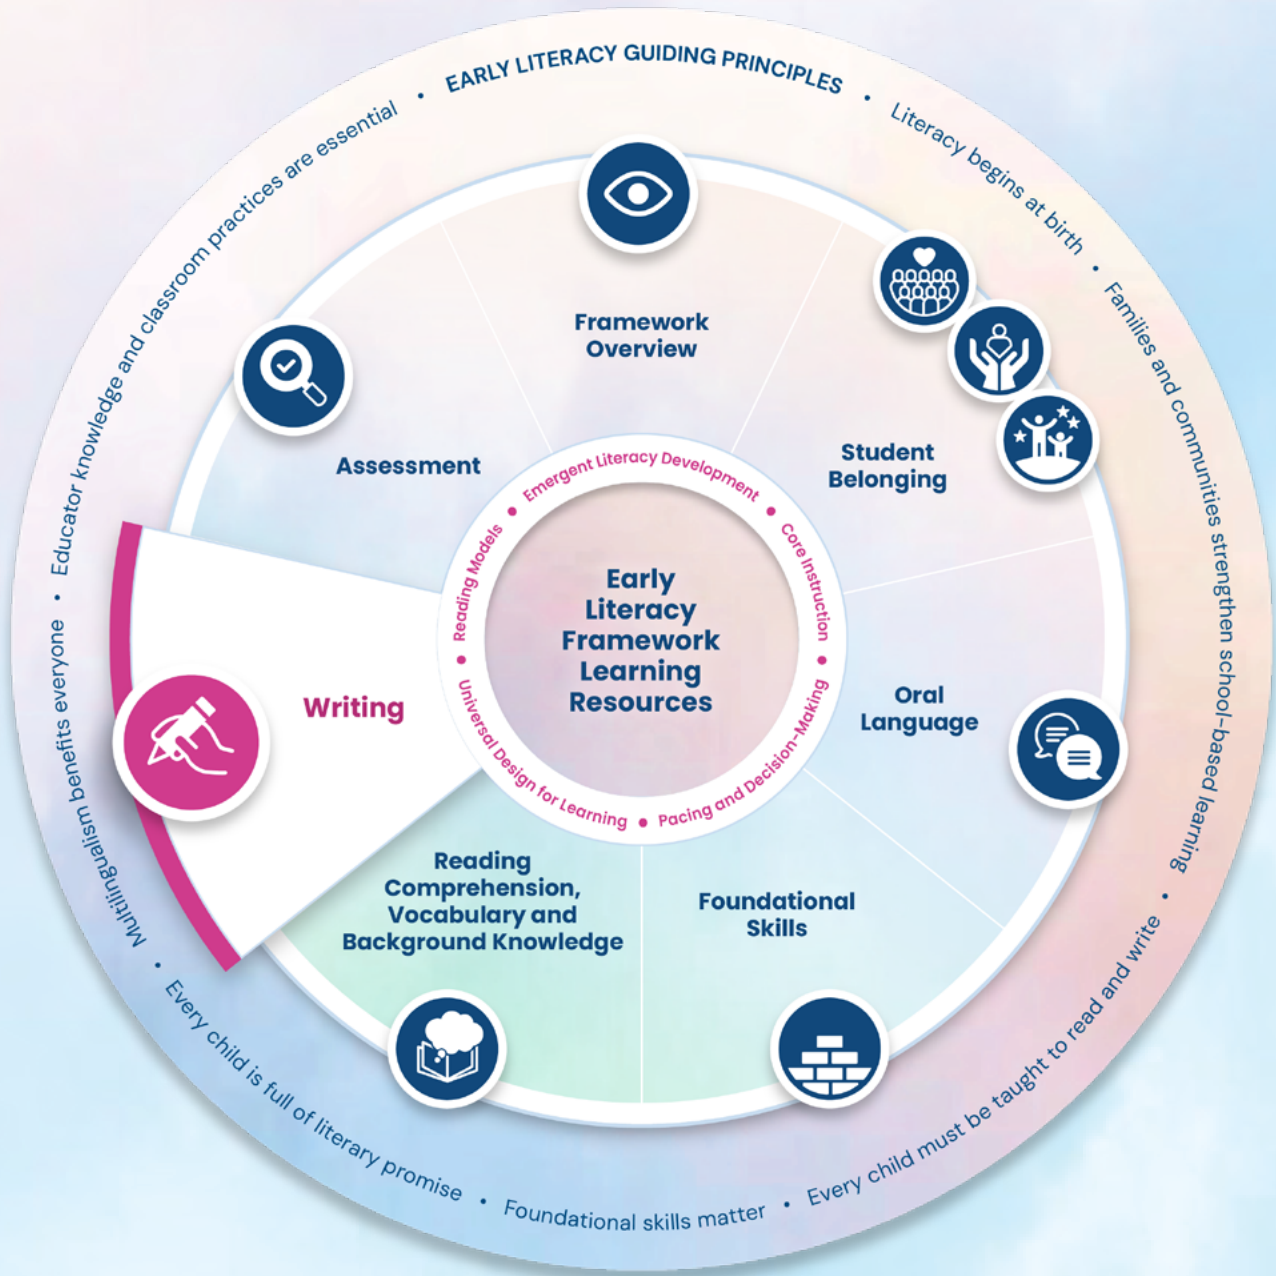 EARLY LITERACY GUIDING PRINCIPLES • Literacy begins at birth • Families and communities strengthen school-based learning • Every child must be taught to read and write • Foundational skills matter • Every child is full of literary promise • Multilingualism benefits everyone • Educator knowledge and classroom practices are essential •
Framework
Overview
Student
Belonging
Oral
Language
Foundational
Skills
Reading
Comprehension,
Vocabulary and
Background Knowledge
Writing
Assessment
Emergent Literacy Development • Core Instruction • Pacing and Decision-Making • Universal Design for Learning • Reading Models •
Early
Literacy
Framework
Learning
Resources